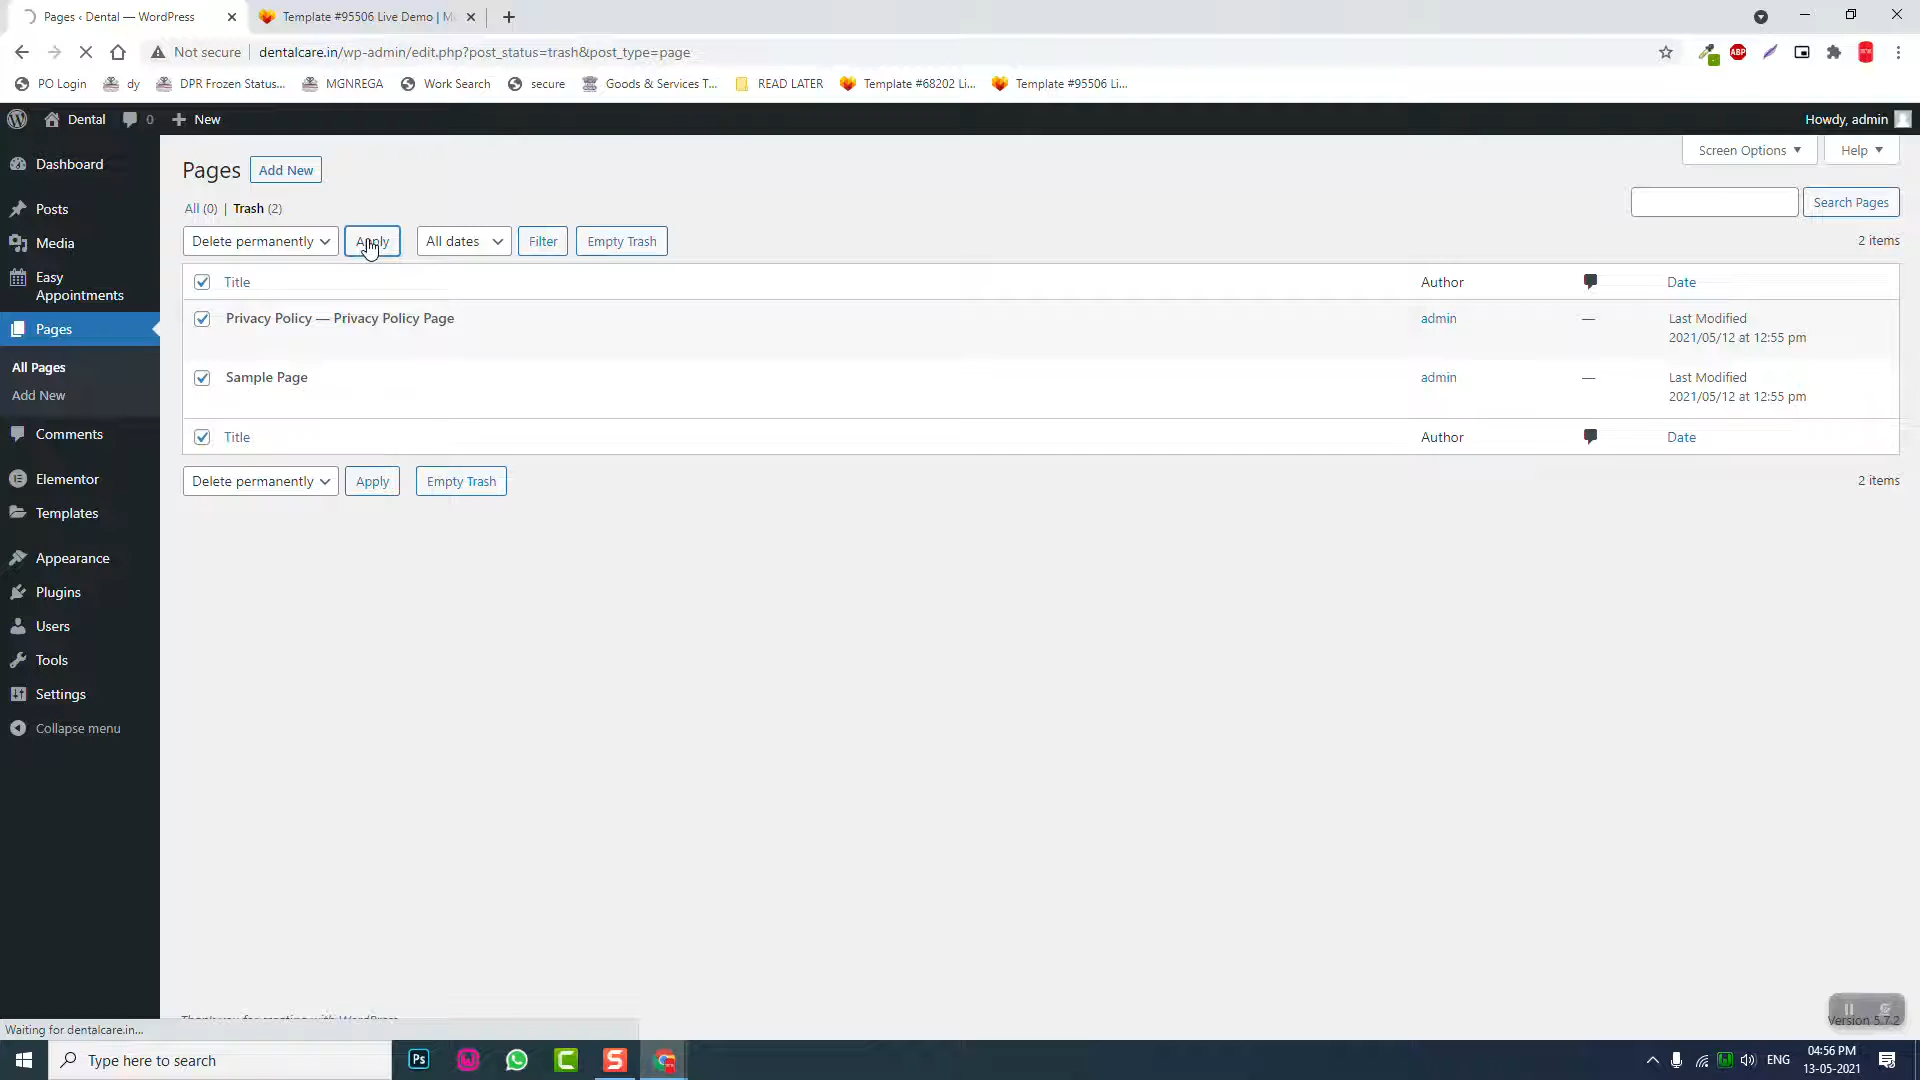 Pages ‹ Dental — WordPress
Template #95506 Live Demo | M
Not secure
dentalcare.in/wp-admin/edit.php?post_status=trash&post_type=page
ABP
PO Login
dy
DPR Frozen Status...
MGNREGA
Work Search
secure
Goods & Services T...
READ LATER
Template #68202 Li...
Template #95506 Li...
Dental
0
New
Howdy, admin
Dashboard
Posts
Media
Easy
Appointments
Pages
All Pages
Add New
Comments
Elementor
Templates
Appearance
Plugins
Users
Tools
Settings
Collapse menu
Screen Options
Help
Pages
Add New
All (0) | Trash (2)
Search Pages
Delete permanently
Apply
All dates
Filter
Empty Trash
2 items
Title
Author
Date
Privacy Policy — Privacy Policy Page
admin
—
Last Modified
2021/05/12 at 12:55 pm
Sample Page
admin
—
Last Modified
2021/05/12 at 12:55 pm
Title
Author
Date
Delete permanently
Apply
Empty Trash
2 items
Version 5.7.2
Waiting for dentalcare.in...
Type here to search
Ps
ENG
04:56 PM
13-05-2021